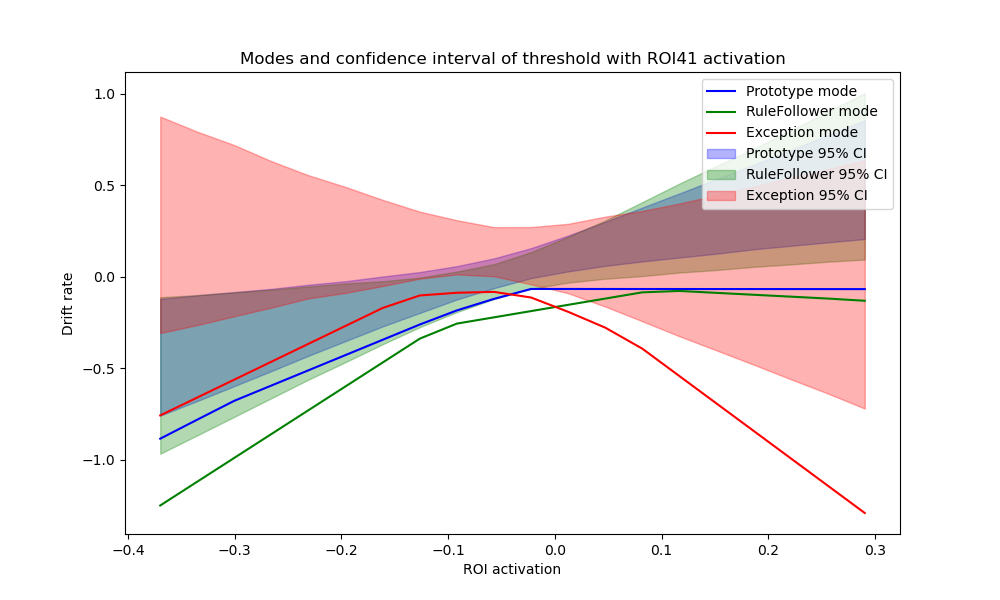 Modes and confidence interval of threshold with ROI41 activation
Prototype mode
RuleFollower mode
Exception mode
Prototype 95% CI
RuleFollower 95% CI
Exception 95% CI
1.0
0.5
0.0
−0.5
−1.0
Drift rate
−0.4 −0.3 −0.2 −0.1 0.0 0.1 0.2 0.3
ROI activation